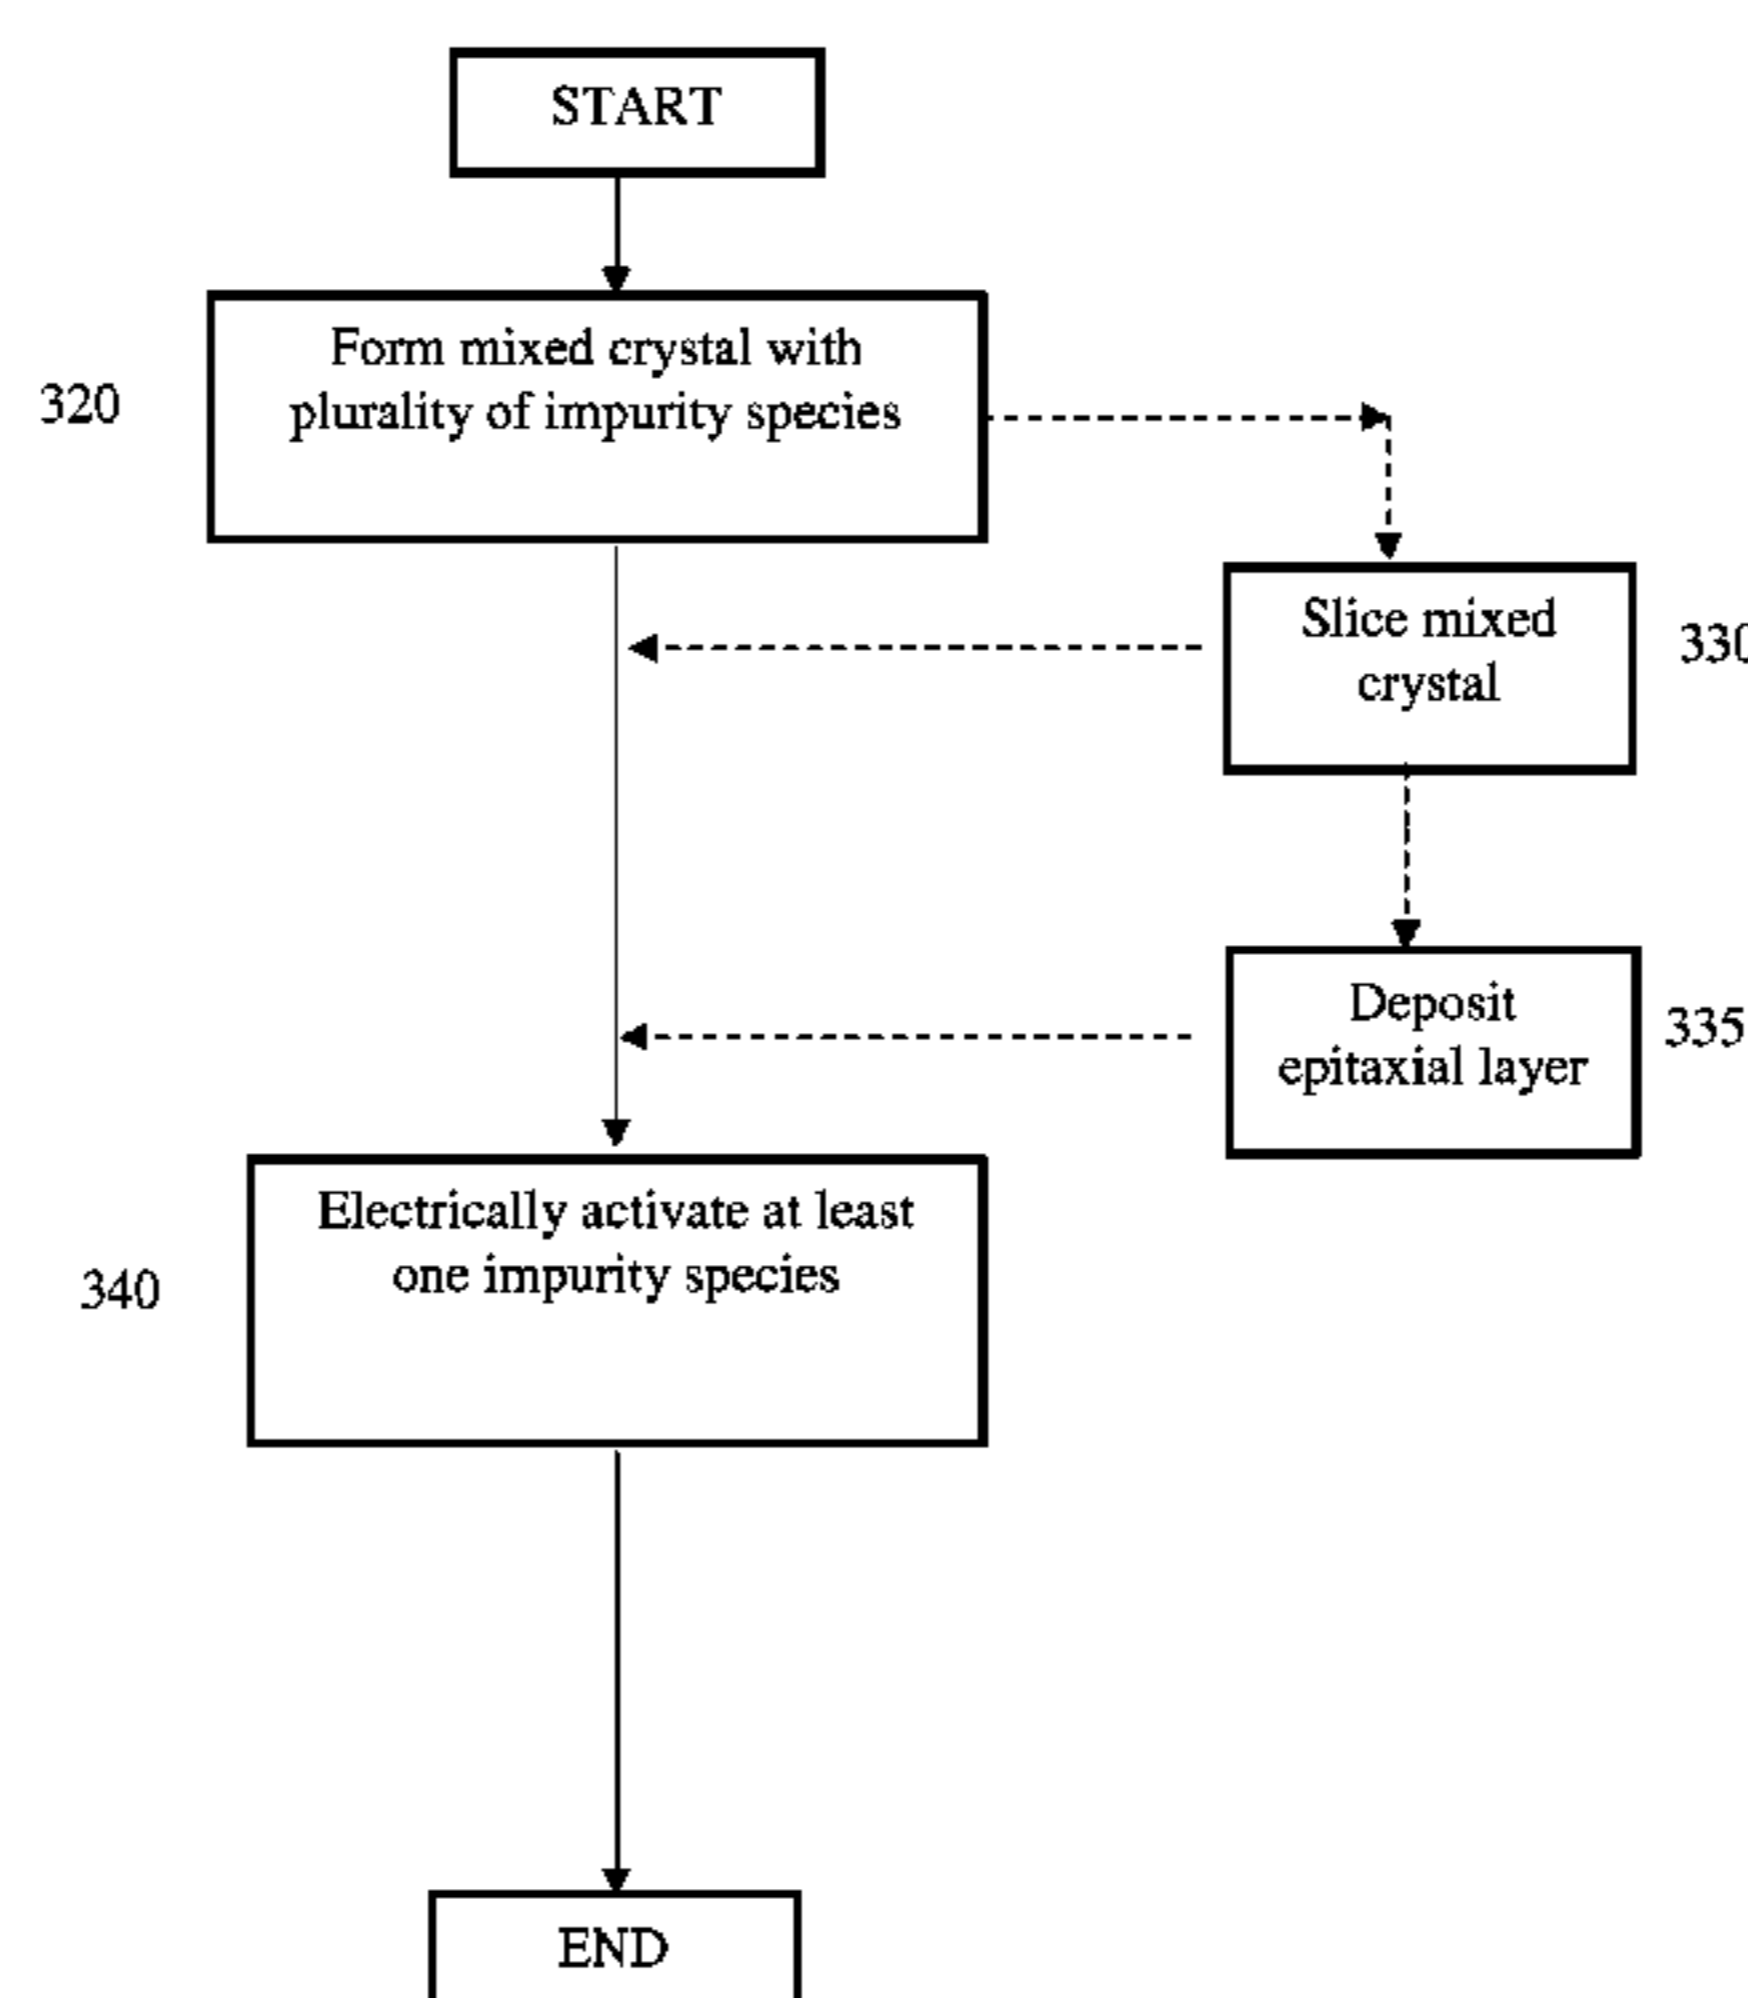 START
Form mixed crystal with
plurality of impurity species
320
Slice mixed
crystal
330
Deposit
epitaxial layer
335
Electrically activate at least
one impurity species
340
END